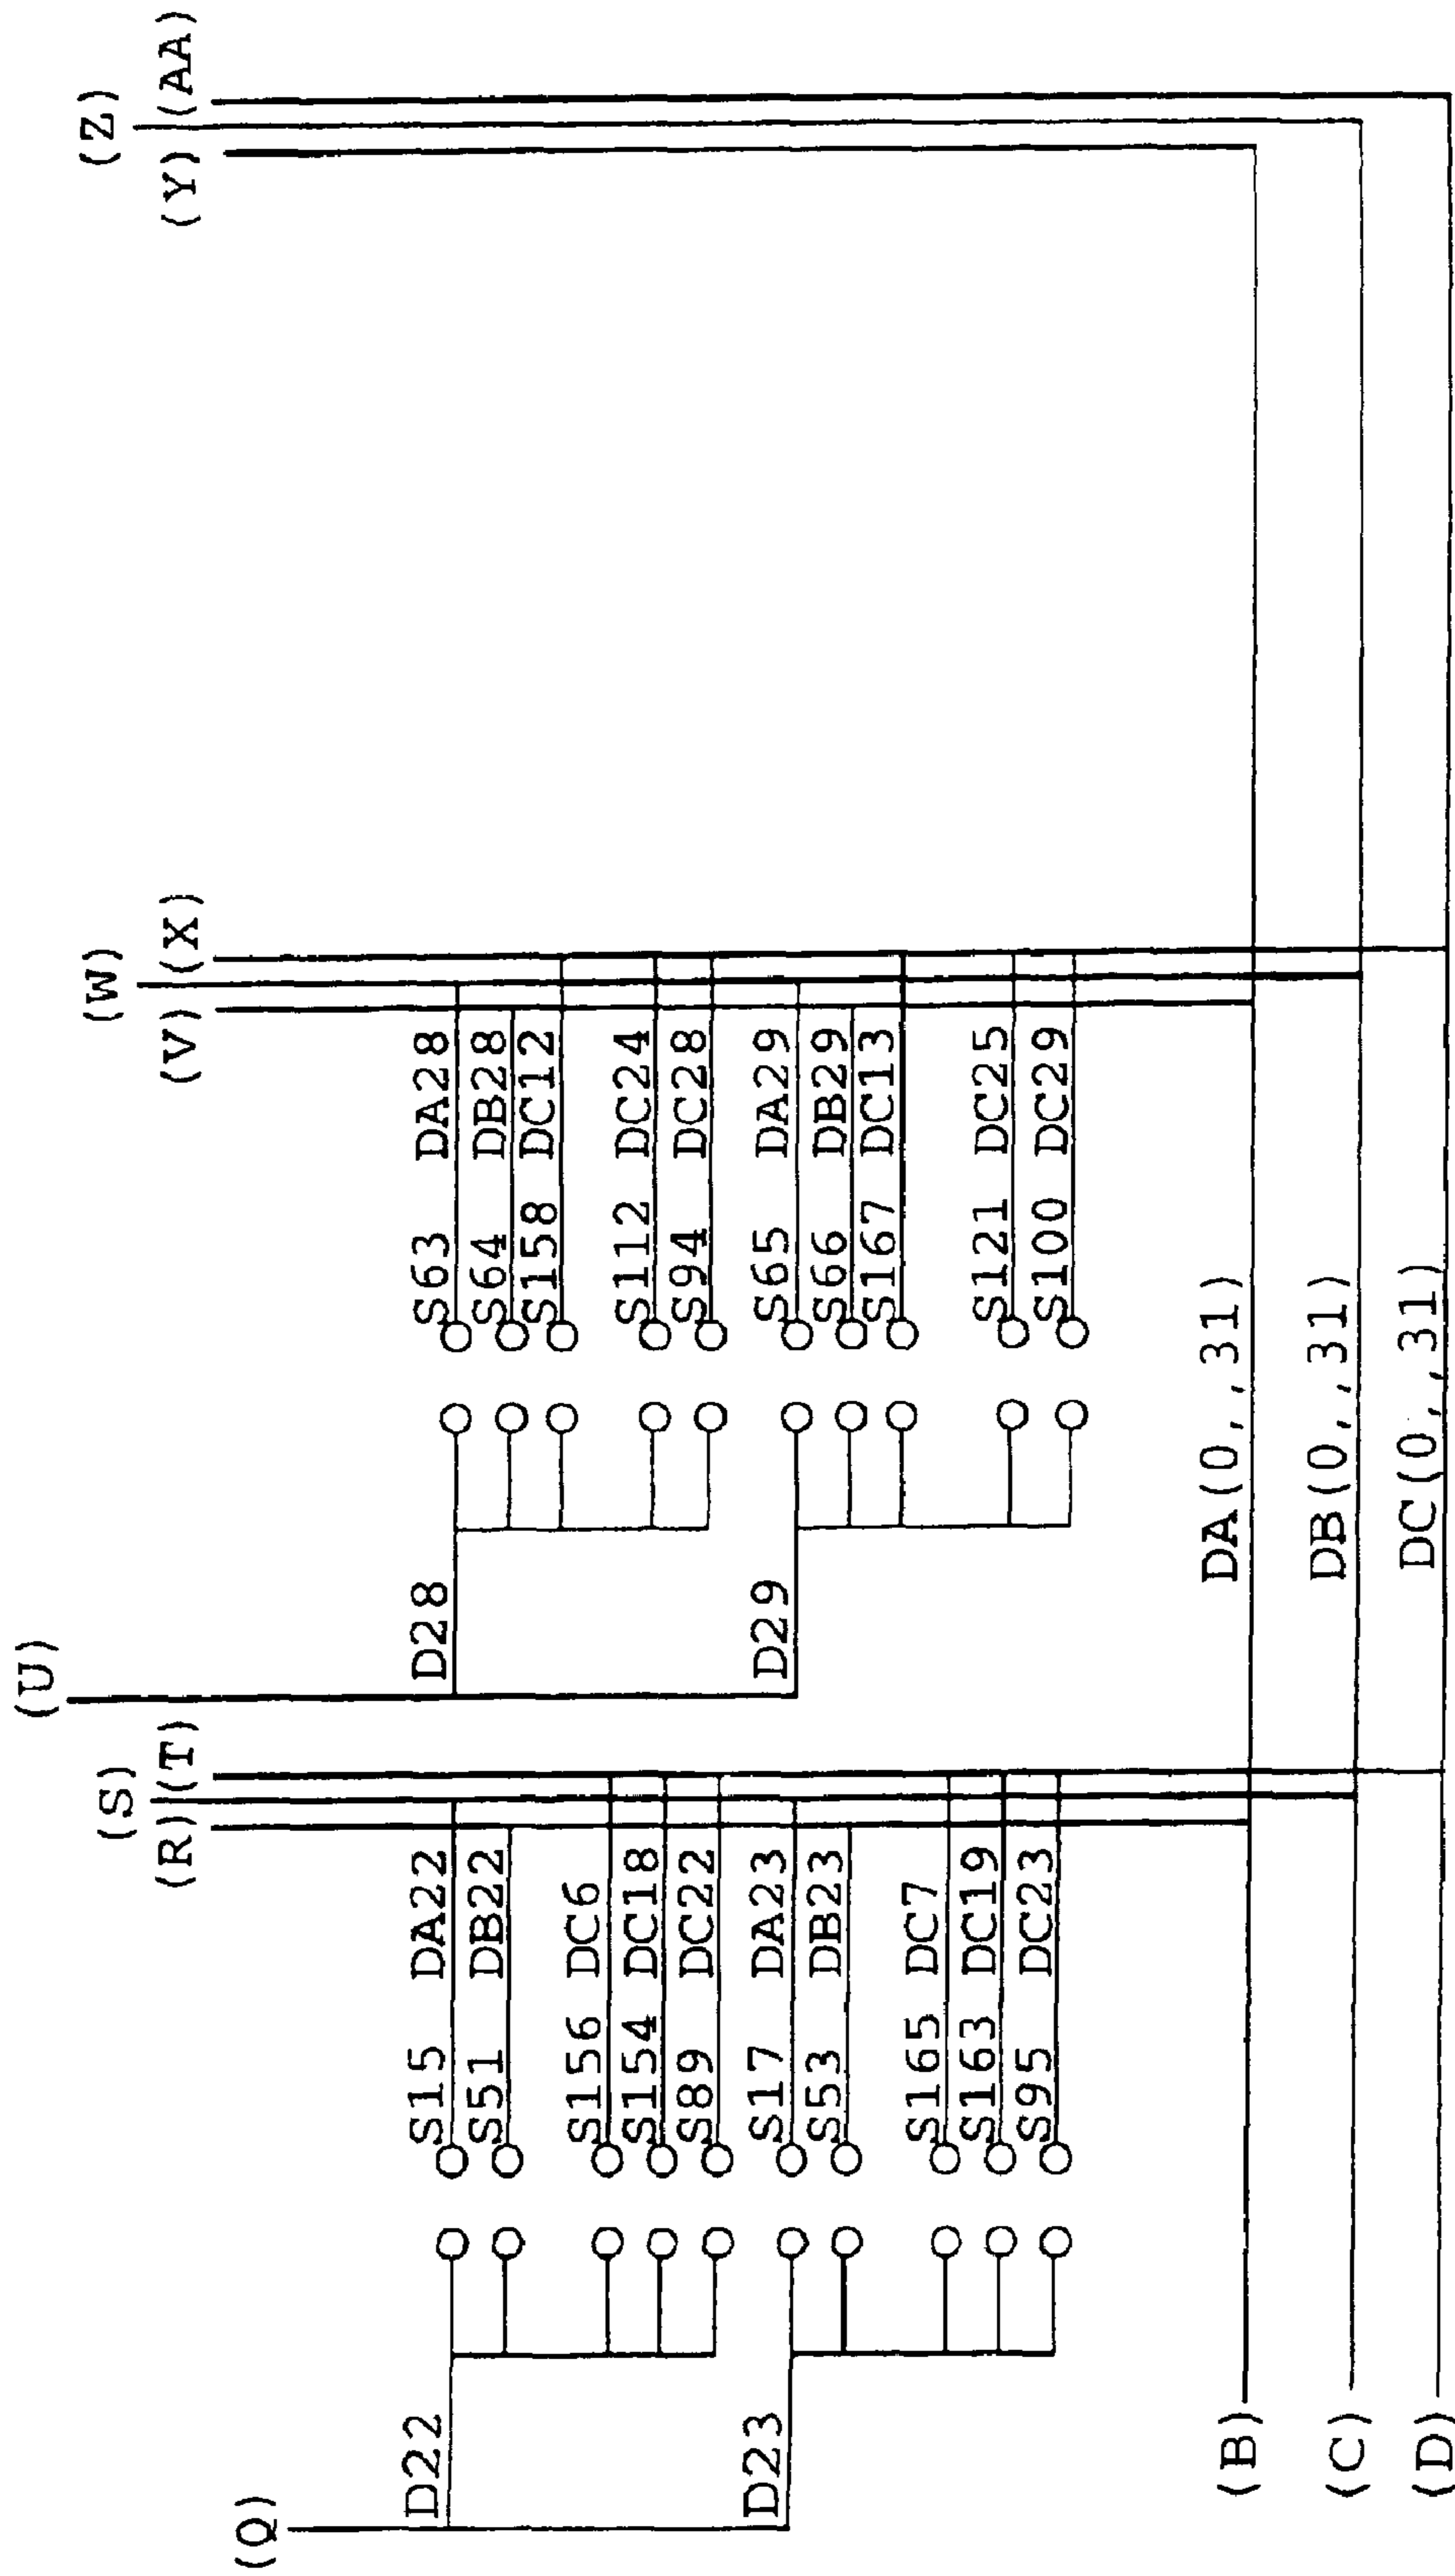 (Q)
(S)
(R) (T)
(U)
(W)
(V) (X)
(Z)
(Y) (AA)
D22
S15 DA22
S51 DB22
S156 DC6
S154 DC18
S89 DC22
D23
S17 DA23
S53 DB23
S165 DC7
S163 DC19
S95 DC23
D28
S63 DA28
S64 DB28
S158 DC12
S112 DC24
S94 DC28
D29
S65 DA29
S66 DB29
S167 DC13
S121 DC25
S100 DC29
(B) DA(0,,31)
(C) DB(0,,31)
(D) DC(0,,31)